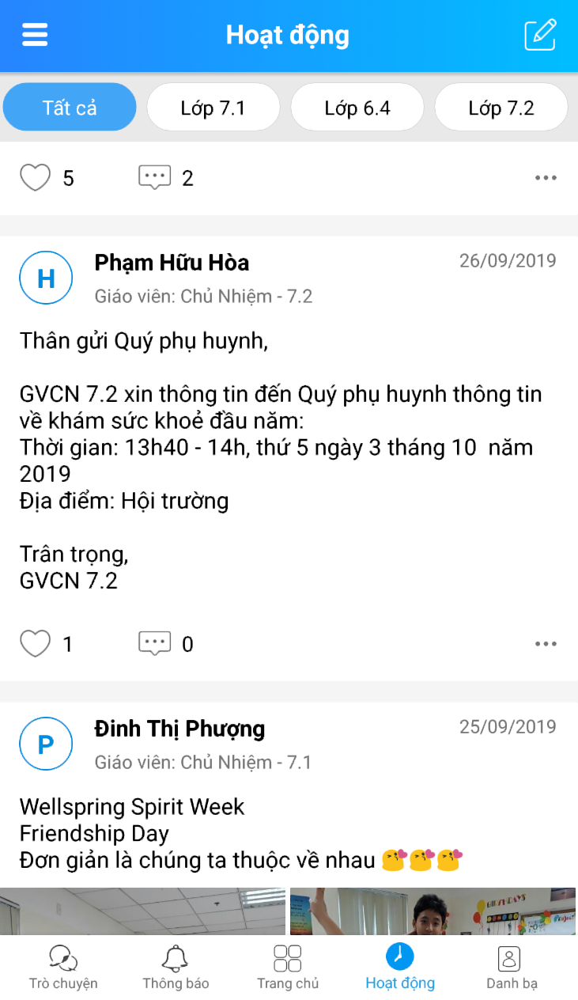 Hoạt động
Tất cả
Lớp 7.1
Lớp 6.4
Lớp 7.2
5
2
H
Phạm Hữu Hòa
26/09/2019
Giáo viên: Chủ Nhiệm - 7.2
Thân gửi Quý phụ huynh,
GVCN 7.2 xin thông tin đến Quý phụ huynh thông tin
về khám sức khoẻ đầu năm:
Thời gian: 13h40 - 14h, thứ 5 ngày 3 tháng 10  năm
2019
Địa điểm: Hội trường
Trân trọng,
GVCN 7.2
1
0
P
Đinh Thị Phượng
25/09/2019
Giáo viên: Chủ Nhiệm - 7.1
Wellspring Spirit Week
Friendship Day
Đơn giản là chúng ta thuộc về nhau 😘😘😘
BIRTHDAYS
Trò chuyện
Thông báo
Trang chủ
Hoạt động
Danh bạ